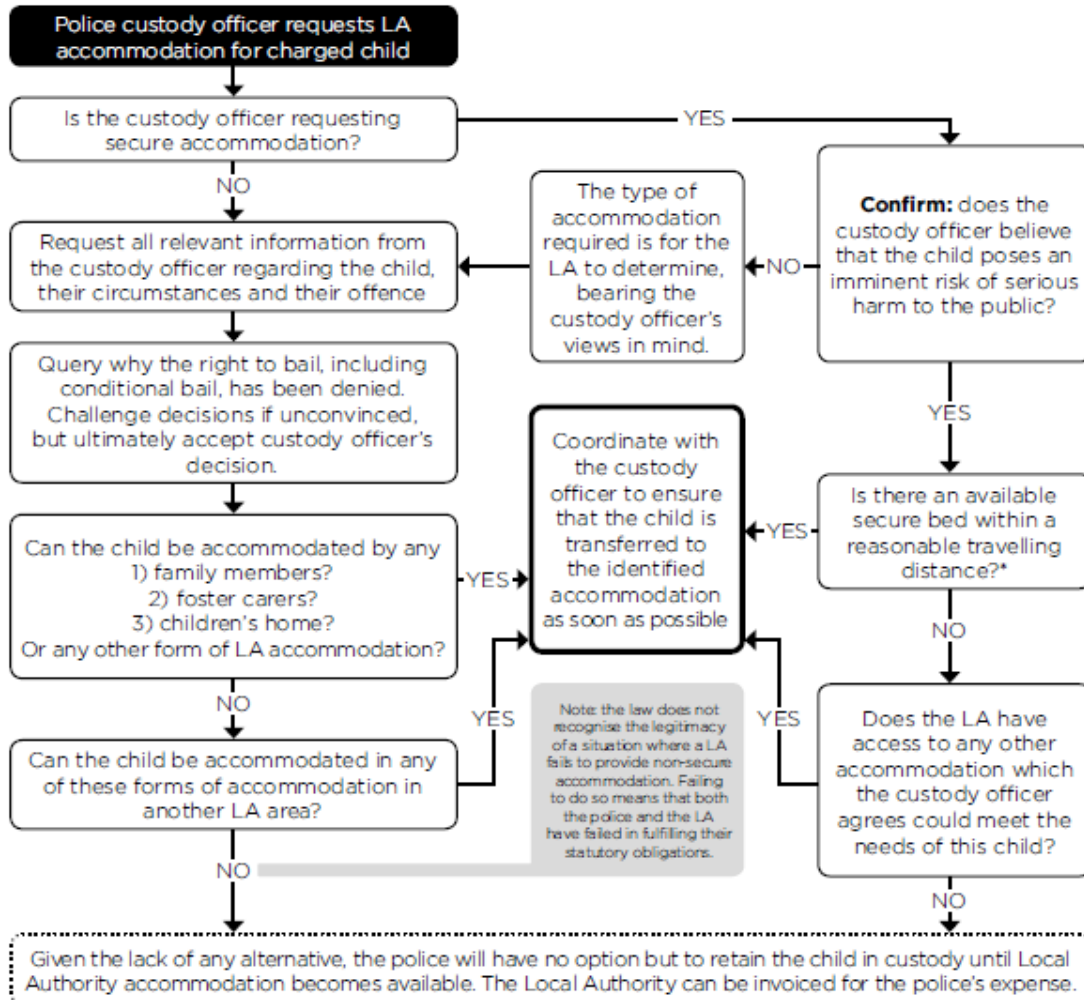 Police custody officer requests LA
accommodation for charged child
Is the custody officer requesting
secure accommodation?
YES
NO
Request all relevant information from
the custody officer regarding the child,
their circumstances and their offence
The type of
accommodation
required is for the
LA to determine,
bearing the
custody officer's
views in mind.
NO
Confirm: does the
custody officer believe
that the child poses an
imminent risk of serious
harm to the public?
Query why the right to bail, including
conditional bail, has been denied.
Challenge decisions if unconvinced,
but ultimately accept custody officer's
decision.
YES
Can the child be accommodated by any
1) family members?
2) foster carers?
3) children's home?
Or any other form of LA accommodation?
YES
Coordinate with
the custody
officer to ensure
that the child is
transferred to
the identified
accommodation
as soon as possible
YES
Is there an available
secure bed within a
reasonable travelling
distance?*
NO
NO
Can the child be accommodated in any
of these forms of accommodation in
another LA area?
YES
Note: the law does not
recognise the legitimacy
of a situation where a LA
fails to provide non-secure
accommodation. Failing
to do so means that both
the police and the LA
have failed in fulfilling their
statutory obligations.
YES
Does the LA have
access to any other
accommodation which
the custody officer
agrees could meet the
needs of this child?
NO
NO
Given the lack of any alternative, the police will have no option but to retain the child in custody until Local
Authority accommodation becomes available. The Local Authority can be invoiced for the police's expense.